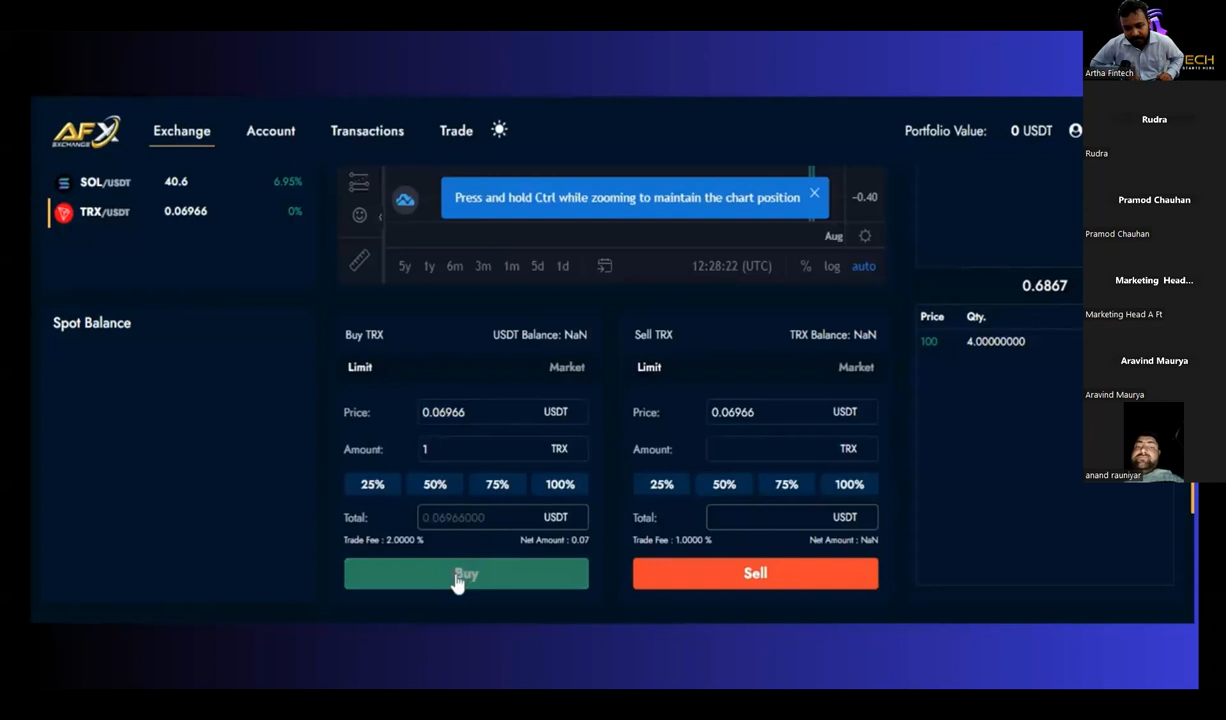 AFX
EXCHANGE
Exchange
Account
Transactions
Trade
Portfolio Value:
0 USDT
SOL/USDT
40.6
6.95%
TRX/USDT
0.06966
0%
Press and hold Ctrl while zooming to maintain the chart position
-0.40
Aug
5y 1y 6m 3m 1m 5d 1d
12:28:22 (UTC)
% log auto
Spot Balance
Buy TRX
USDT Balance: NaN
Limit
Market
Price:
0.06966
USDT
Amount:
1
TRX
25% 50% 75% 100%
Total:
0.06966000
USDT
Trade Fee : 2.0000 %
Net Amount : 0.07
Buy
Sell TRX
TRX Balance: NaN
Limit
Market
Price:
0.06966
USDT
Amount:
TRX
25% 50% 75% 100%
Total:
USDT
Trade Fee : 1.0000 %
Net Amount : NaN
Sell
0.6867
Price
Qty.
100
4.00000000
ECH
STARTS HERE
Artha Fintech
Rudra
Rudra
Pramod Chauhan
Pramod Chauhan
Marketing Head...
Marketing Head A Ft
Aravind Maurya
Aravind Maurya
anand rauniyar